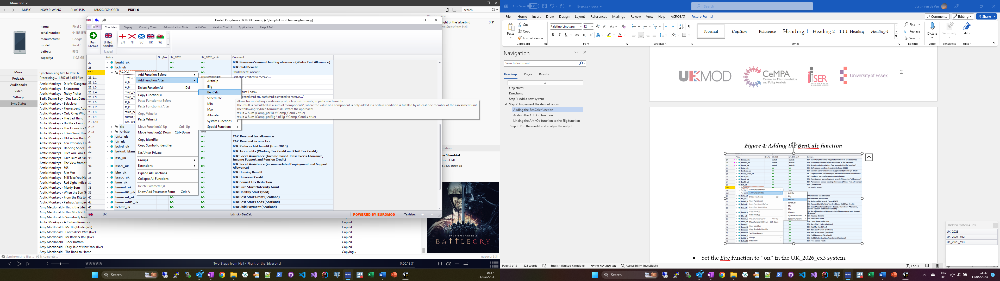 MusicBee
MUSIC NOW PLAYING PLAYLISTS MUSIC EXPLORER PIXEL 6 +
search
name: Pixel 6
serial number: 944B54F6D
manufacturer: Google
model: Pixel 6
battery: 98%
capacity: 110.3 GB
Music
Podcasts
Audiobooks
Video
Settings
Sync Status
Synchronising files to Pixel 6
Processing... 1,607 of 1,615 files
Arctic Monkeys - D Is for Dangerou
Arctic Monkeys - Brianstorm
Arctic Monkeys - Teddy Picker
Badly Drawn Boy - One Last Dance
Arctic Monkeys - Balaclava
Arctic Monkeys - Fluorescent Ado
Arctic Monkeys - Only Ones Who
Arctic Monkeys - The Bad Thing
Arctic Monkeys - Do Me a Favour
Arctic Monkeys - This House Is a C
Arctic Monkeys - If You Were Ther
Arctic Monkeys - Old Yellow Bricks
Arctic Monkeys - You Probably Co
Arctic Monkeys - Dancing Shoes
Arctic Monkeys - I Bet You Look G
Arctic Monkeys - Fake Tales of San
Arctic Monkeys - The View from th
Arctic Monkeys - 505
Arctic Monkeys - Riot Van
Arctic Monkeys - Still Take You Ho
Arctic Monkeys - Red Light Indicat
Arctic Monkeys - Mardy Bum
Arctic Monkeys - When the Sun G
Arctic Monkeys - From the Ritz to
Arctic Monkeys - Perhaps Vampire
Amy Macdonald - This Is the Life (
Amy Macdonald - This Much Is Tru
Amy Macdonald - Somebody New
Arctic Monkeys - A Certain Romance Copied
Amy Macdonald - Mr. Brightside (live) Copied
Amy Macdonald - Footballer's Wife (live) Copied
Amy Macdonald - Mr Rock & Roll (live) Copied
Amy MacDonald - Rock Bottom Copied
Amy Macdonald - Fairy Tale of New York (live) Copied
Amy Macdonald - The Road to Home Copying...
Synchronising files... 99 % complete...
queued: 3:31
Two Steps from Hell - Flight of the Silverbird
0:00/ 3:31
Playing Tracks
light of the Silverbird 3:31
wo Steps from Hell
mation
he Silverbird
from Hell
c, 320k, Stereo, 3:31
TWO STEPS FROM HELL
BATTLECRY
United Kingdom - UKMOD training (c:\temp\ukmod training\training\)
Countries Display Country Tools Administration Tools Add-Ons Version Control Applications Help & Info
Run UKMOD
United Kingdom
loaded
EN NI SC UK WL
Policy Grp/No UK_2026 UK_2026_ex4 Comment
27 boaht_uk on on BEN: Pensioner's annual heating allowance (Winter Fuel Allowance)
28 bch_uk on on BEN: Child Benefit
28.1 fx BenCalc on Child Benefit: amount
28.1.1 comp_co (IsNtoMchild#1) First child entitled to receive...
28.1.2 #_N
28.1.3 #_M
28.1.4 comp_pe ount | par69
28.1.5 comp_co second child on, each child is entitled to receive..."
28.1.6 #_N
28.1.7 #_M
28.1.8 comp_pe
28.1.9 output_v
28.1.10 TAX_UN
28.2 fx Elig
28.3 fx ArithOp n/a
29 tinta_uk on TAX: Personal tax allowance
30 tin_uk on TAX: Personal income tax
31 bchrd_uk on BEN: Reduce child benefit (from 2013)
32 bwkmt_bfam on BEN: Tax credits (Working Tax Credit and Child Tax Credit)
33 bsa_uk on BEN: Social Assistance (Income-based Jobseeker's Allowance, Income Support and Pension Credit)
34 bsadi_uk on BEN: Social Assistance (income-related Employment and Support Allowance)
35 bho_uk on BEN: Housing Benefit
36 bsauc_uk on BEN: Universal Credit
37 bmu_uk on BEN: Council Tax Reduction
38 bmamt_uk on BEN: Sure Start Maternity Grant
39 bmamt01_uk on BEN: Healthy Start (food)
40 bmascmt_uk on on BEN: Best Start Grant (Scotland)
41 bmascmt01_uk on on BEN: Best Start Foods (Scotland)
42 bchmt_uk on on BEN: Child Payment (Scotland)
Add Function Before
Add Function After
Delete Function(s) Del
Copy Function(s)
Paste Function(s) Before
Paste Function(s) After
Copy Value(s)
Paste Value(s)
Move Function(s) Up Ctrl+Up
Move Function(s) Down Ctrl+Down
Copy Identifier
Copy Symbolic Identifier
Set/Unset Private
Groups
Extensions
Expand All Functions
Collapse All Functions
Delete Parameter(s)
Show Add Parameter Form Ctrl+A
ArithOp
Elig
BenCalc
SchedCalc
Min
Max
Allocate
System Functions
Special Functions
allows for modelling a wide range of policy instruments, in particular benefits.
The result is calculated as a sum of 'components', where the value of a component is only added if a certain condition is fulfilled by at least one member of the assessment unit.
The following stylised formulas illustrates the approach:
result = Sum (Comp_perTU if Comp_Cond = true)
result = Sum (Comp_perElig * nElig if Comp_Cond = true)
UK bch_uk - BenCalc POWERED BY EUROMOD Textsize: + -
Search
16:57
11/05/2023
AutoSave Off Exercise 4.docx Search Justin van de Ven
File Home Insert Draw Design Layout References Mailings Review View Help ACROBAT Picture Format Comments Editing Share
Paste
Cut
Copy
Format Painter
Clipboard
Palatino Linotype 12
Font
Paragraph
Normal Caption Reference Heading 1 Heading 2 1.1.1 Heading Heading 4
Styles
Find
Replace
Select
Editing
Dictate
Voice
Sensitivity
Sensitivity
Editor
Editor
Navigation
Search document
Headings Pages Results
Objectives
Directions
Step 1: Add a new system
Step 2: Implement the desired reform
Adding the BenCalc function
Adding the ArithOp function
Linking the ArithOp function to the Elig function
Step 3: Run the model and analyse the output
UKMOD CeMPA Centre for Microsimulation and Policy Analysis ISER INSTITUTE FOR SOCIAL & ECONOMIC RESEARCH University of Essex 2
Figure 4: Adding the BenCalc function
• Set the Elig function to “on” in the UK_2026_ex3 system.
Hidden Systems Box
UK_2025
UK_2026_ex2
UK_2026_ex3
Page 3 of 8 828 words English (United Kingdom) Text Predictions: On Accessibility: Investigate Focus
Search
ENG
UK
16:57
11/05/2023